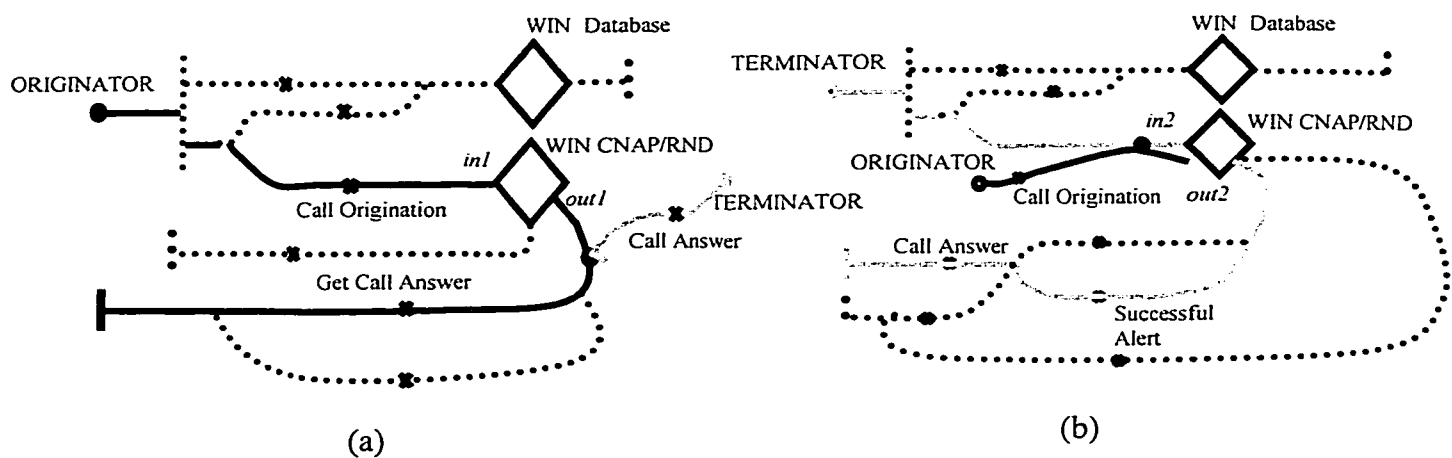 WIN Database
ORIGINATOR
WIN CNAP/RND
in1
out1
Call Origination
TERMINATOR
Call Answer
Get Call Answer
(a)
WIN Database
TERMINATOR
in2
WIN CNAP/RND
ORIGINATOR
Call Origination
out2
Call Answer
Successful
Alert
(b)